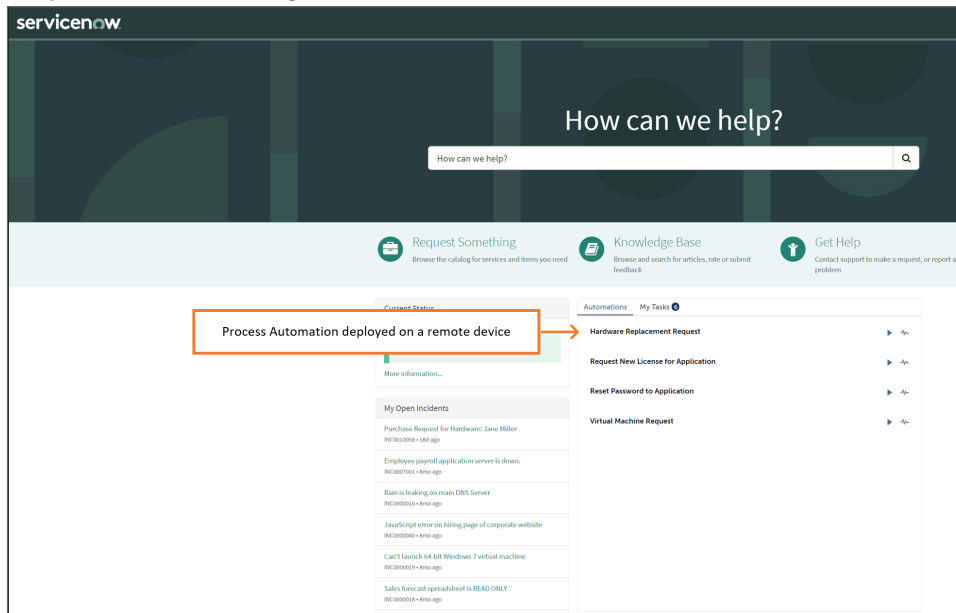 servicenow
How can we help?
How can we help?
Request Something
Browse the catalog for services and items you need
Knowledge Base
Browse and search for articles, rate or submit
feedback
Get Help
Contact support to make a request, or report a
problem
Current Status
Process Automation deployed on a remote device
More information...
My Open Incidents
Purchase Request for Hardware: Jane Miller
INC0010058 • 18d ago
Employee payroll application server is down.
INC0007001 • 8mo ago
Rain is leaking on main DNS Server
INC0000016 • 8mo ago
JavaScript error on hiring page of corporate website
INC0000040 • 8mo ago
Can't launch 64-bit Windows 7 virtual machine
INC0000019 • 8mo ago
Sales forecast spreadsheet is READ ONLY
INC0000018 • 8mo ago
Automations My Tasks 6
Hardware Replacement Request
Request New License for Application
Reset Password to Application
Virtual Machine Request